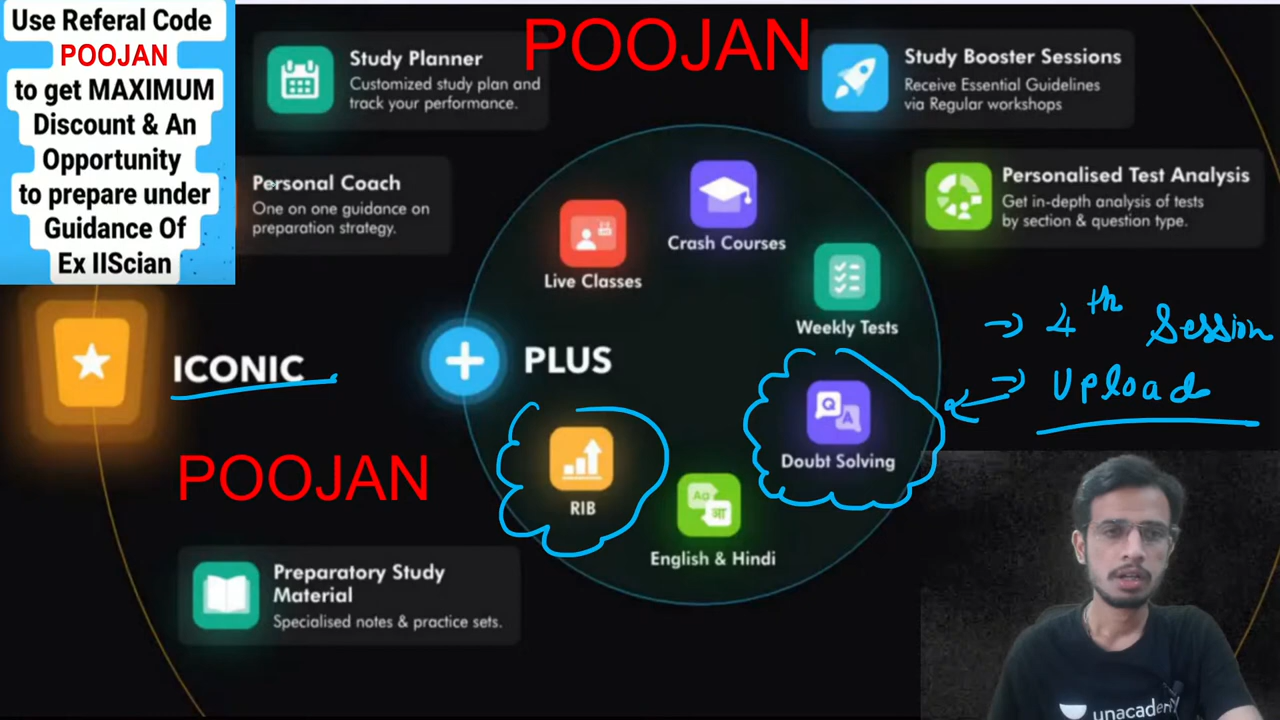 Use Referal Code
POOJAN
to get MAXIMUM
Discount & An
Opportunity
to prepare under
Guidance Of
Ex IIScian
POOJAN
Study Planner
Customized study plan and
track your performance.
Study Booster Sessions
Receive Essential Guidelines
via Regular workshops
Personal Coach
One on one guidance on
preparation strategy.
Personalised Test Analysis
Get in-depth analysis of tests
by section & question type.
Crash Courses
Live Classes
Weekly Tests
→ 4th Session
→ Upload
ICONIC
PLUS
Q
A
Doubt Solving
RIB
Aa
अा
English & Hindi
POOJAN
Preparatory Study
Material
Specialised notes & practice sets.
unacademy